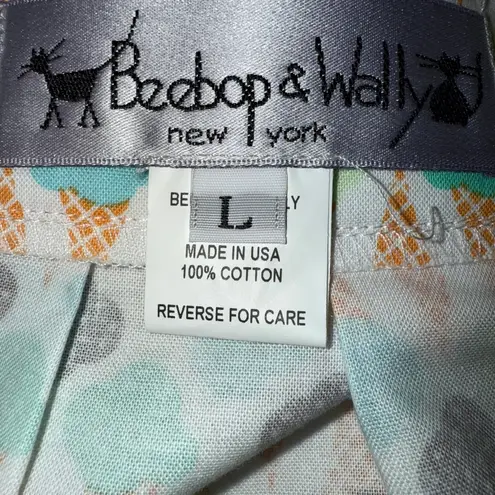 Beebop & Wally
new york
L
MADE IN USA
100% COTTON
REVERSE FOR CARE